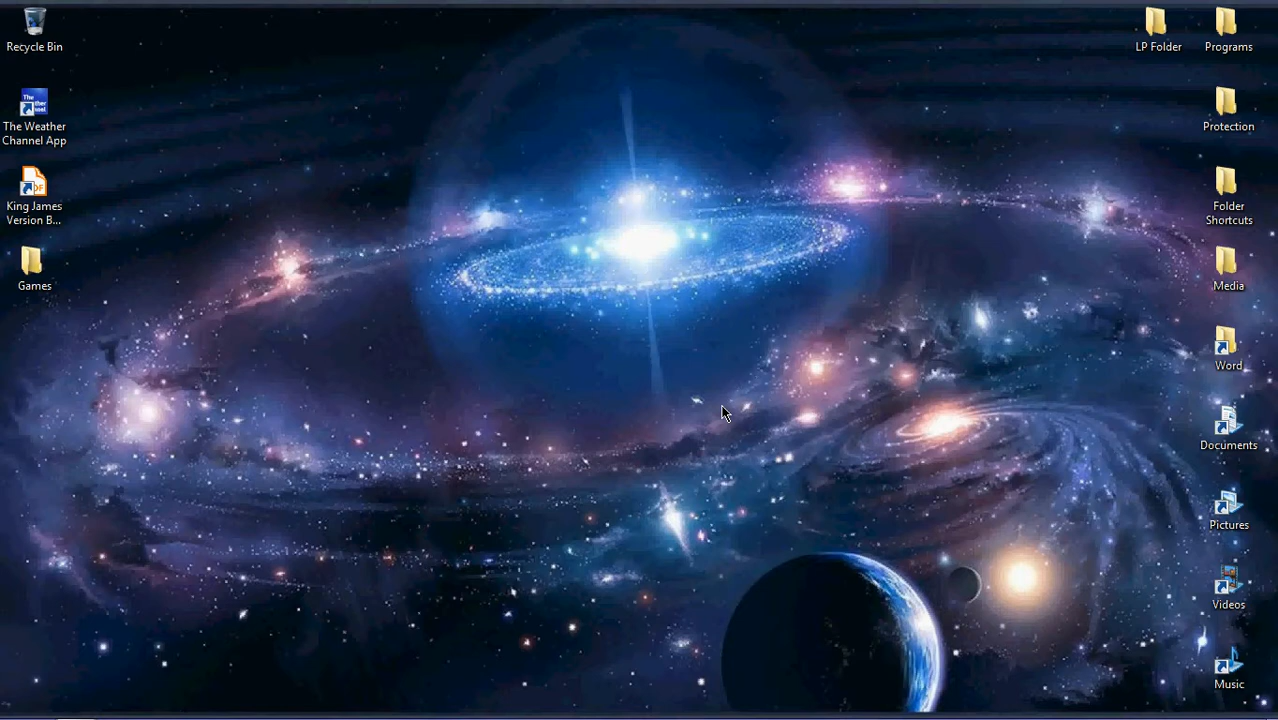 Recycle Bin
The Weather
Channel App
King James
Version B...
Games
LP Folder
Programs
Protection
Folder
Shortcuts
Media
Word
Documents
Pictures
Videos
Music